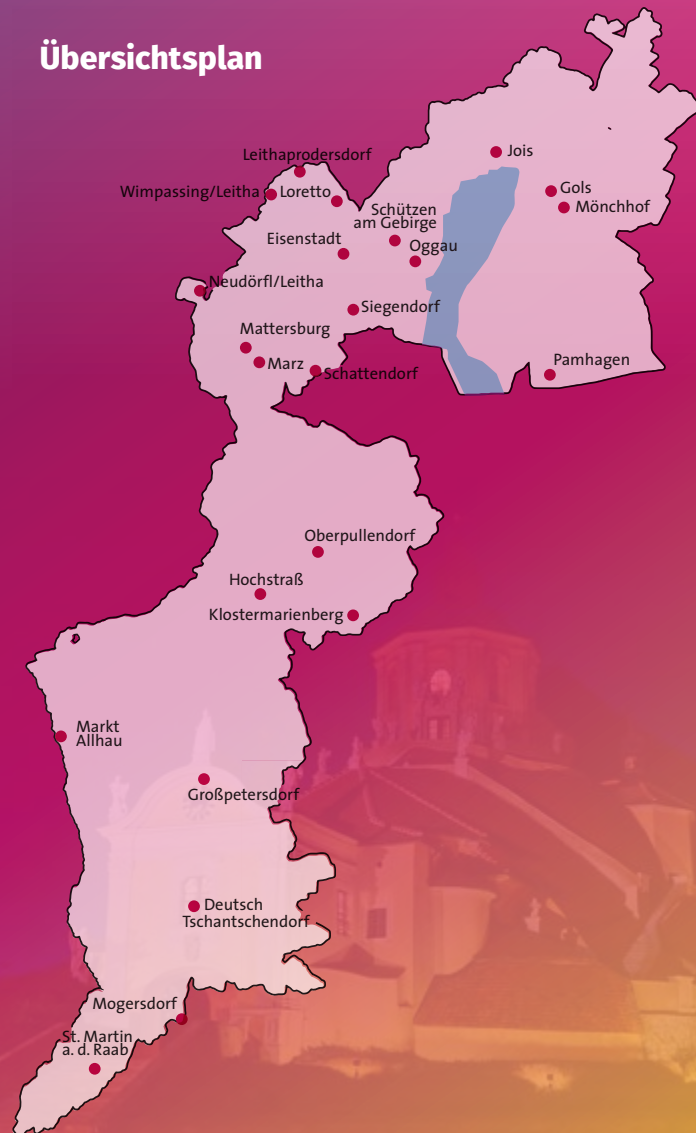 Übersichtsplan
Leithaprodersdorf
Jois
Wimpassing/Leitha
Loretto
Gols
Mönchhof
Schützen
am Gebirge
Eisenstadt
Oggau
Neudörfl/Leitha
Siegendorf
Mattersburg
Marz
Schattendorf
Pamhagen
Oberpullendorf
Hochstraß
Klostermarienberg
Markt
Allhau
Großpetersdorf
Deutsch
Tschantschendorf
Mogersdorf
St. Martin
a. d. Raab